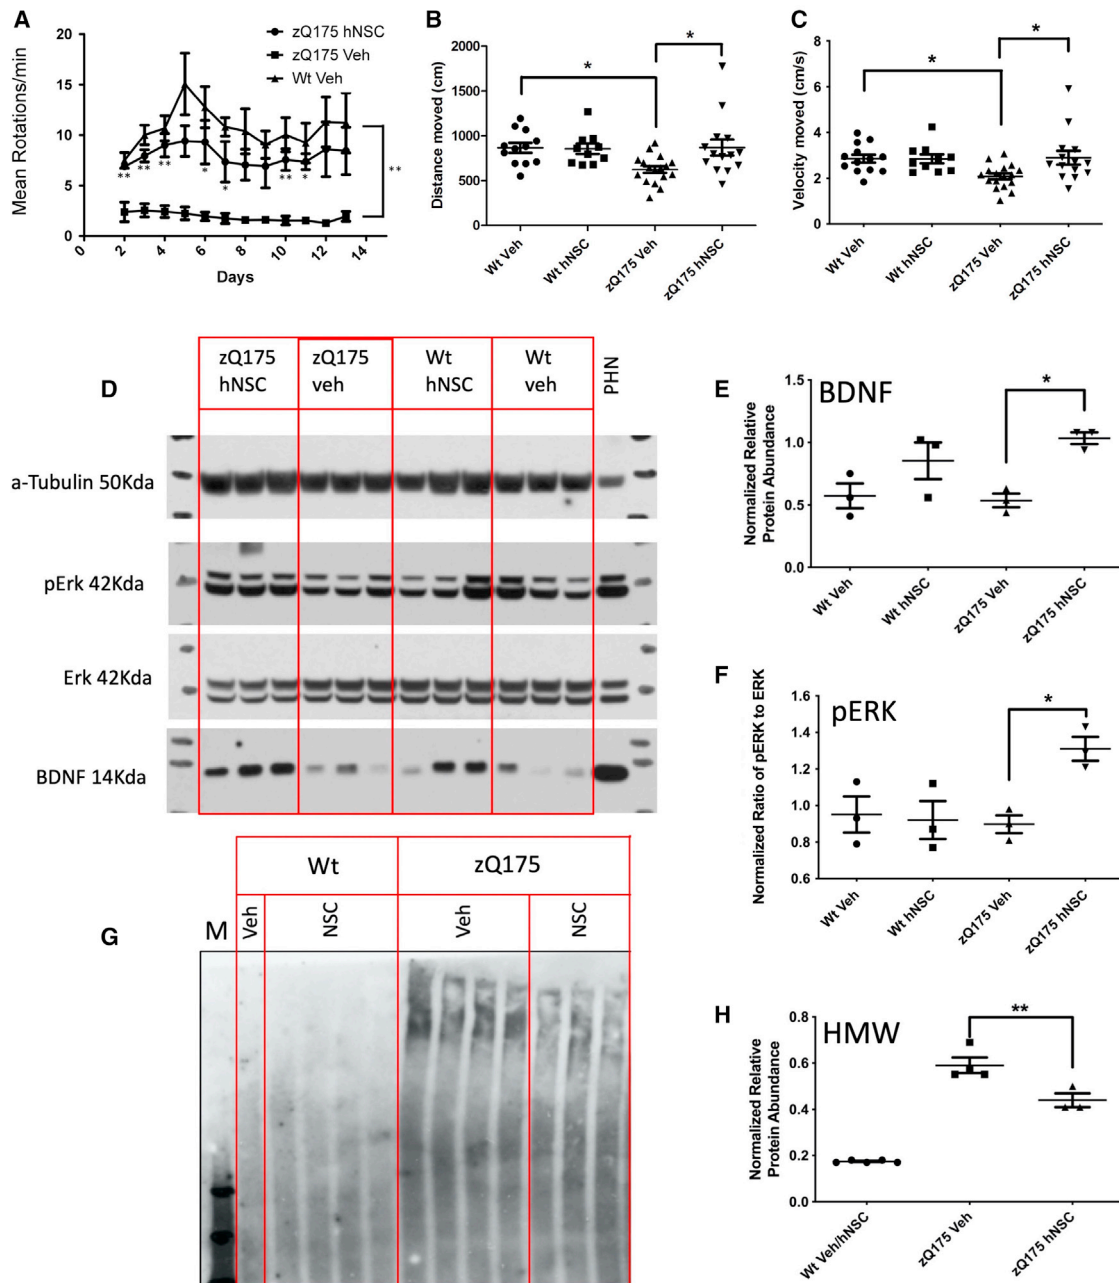 A
zQ175 hNSC
zQ175 Veh
Wt Veh
Mean Rotations/min
20
15
10
5
0
**
**
**
*
*
**
*
**
0
2
4
6
8
10
12
14
Days
B
Distance moved (cm)
2000
1500
1000
500
0
*
*
Wt Veh
Wt hNSC
zQ175 Veh
zQ175 hNSC
C
Velocity moved (cm/s)
8
6
4
2
0
*
*
Wt Veh
Wt hNSC
zQ175 Veh
zQ175 hNSC
D
zQ175
hNSC
zQ175
veh
Wt
hNSC
Wt
veh
PHN
a-Tubulin 50Kda
pErk 42Kda
Erk 42Kda
BDNF 14Kda
E
BDNF
Normalized Relative
Protein Abundance
1.5
1.0
0.5
0.0
*
Wt Veh
Wt hNSC
zQ175 Veh
zQ175 hNSC
F
pERK
Normalized Ratio of pERK to ERK
1.6
1.4
1.2
1.0
0.8
0.6
*
Wt Veh
Wt hNSC
zQ175 Veh
zQ175 hNSC
G
M
Wt
zQ175
Veh
NSC
Veh
NSC
H
HMW
Normalized Relative
Protein Abundance
0.8
0.6
0.4
0.2
0.0
**
Wt Veh/hNSC
zQ175 Veh
zQ175 hNSC